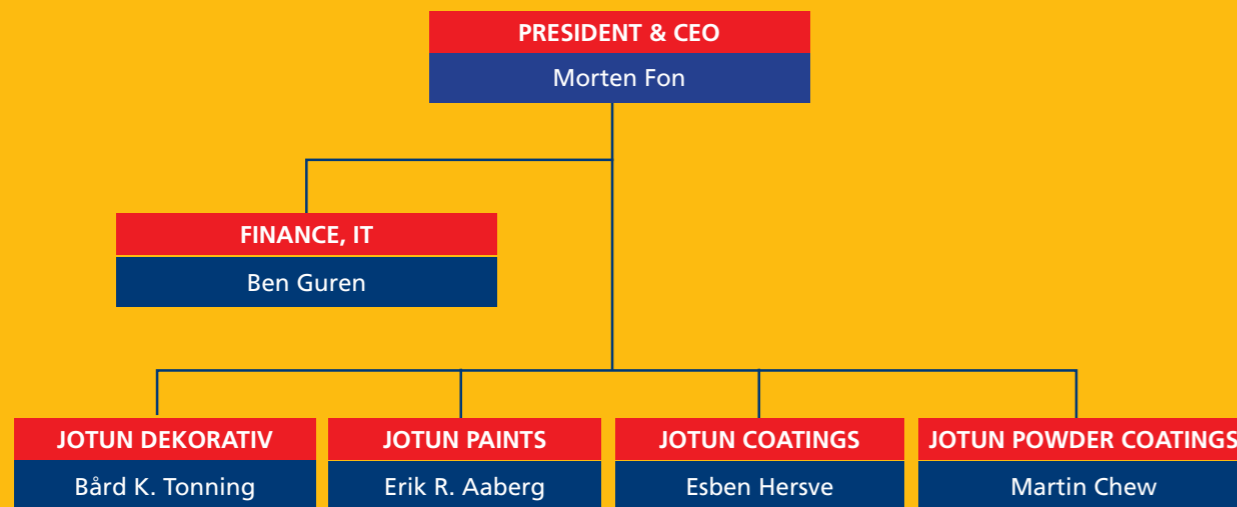 PRESIDENT & CEO
Morten Fon
FINANCE, IT
Ben Guren
JOTUN DEKORATIV
Bård K. Tonning
JOTUN PAINTS
Erik R. Aaberg
JOTUN COATINGS
Esben Hersve
JOTUN POWDER COATINGS
Martin Chew